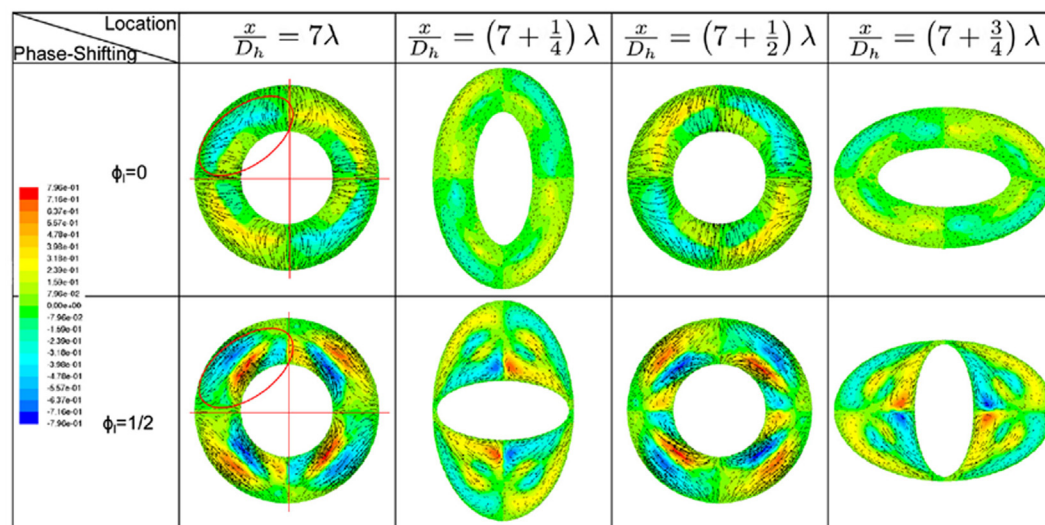 Location
Phase-Shifting
x/D_h = 7λ
x/D_h = (7 + 1/4) λ
x/D_h = (7 + 1/2) λ
x/D_h = (7 + 3/4) λ
ϕᵢ=0
7.96e-01
7.16e-01
6.37e-01
5.57e-01
4.78e-01
3.98e-01
3.18e-01
2.39e-01
1.59e-01
7.96e-02
0.00e+00
-7.96e-02
-1.59e-01
-2.39e-01
-3.18e-01
-3.98e-01
-4.78e-01
-5.57e-01
-6.37e-01
-7.16e-01
-7.96e-01
ϕᵢ=1/2